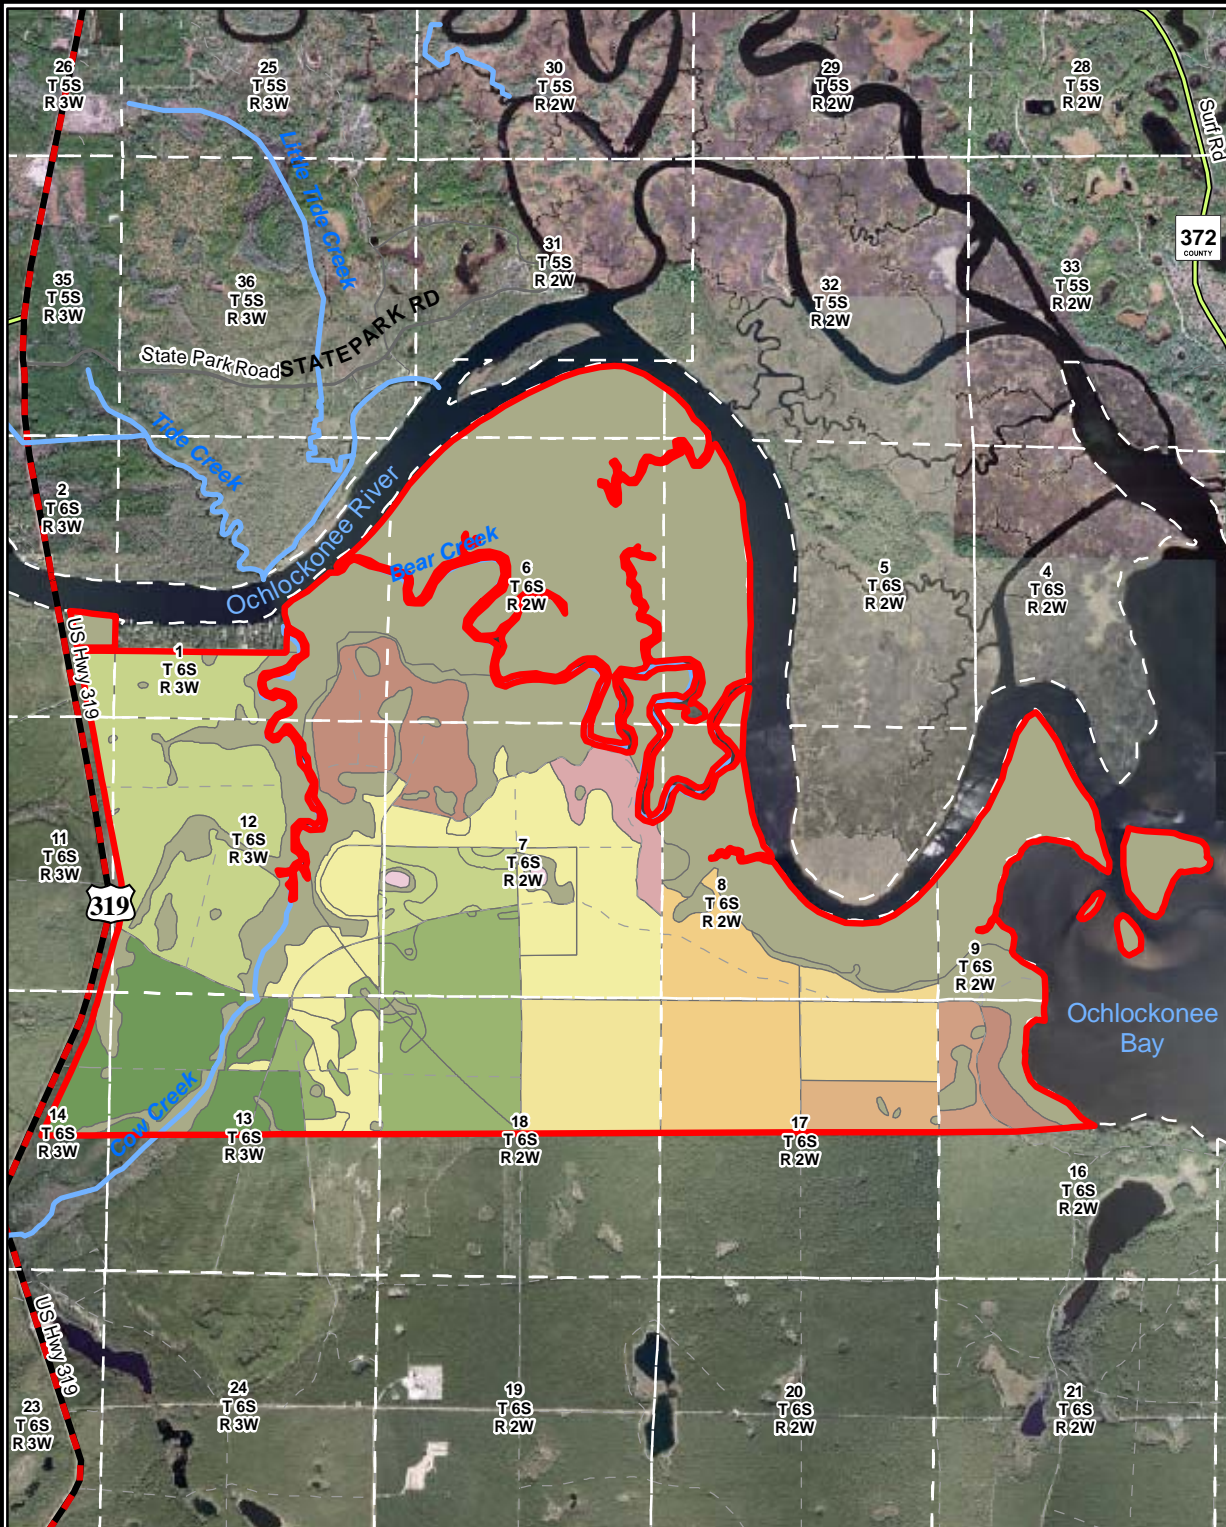 26
T 5S
R 3W
25
T 5S
R 3W
30
T 5S
R 2W
29
T 5S
R 2W
28
T 5S
R 2W
Surf Rd
Little Tide Creek
372
COUNTY
35
T 5S
R 3W
36
T 5S
R 3W
31
T 5S
R 2W
32
T 5S
R 2W
33
T 5S
R 2W
State Park Road
STATEPARK RD
Tide Creek
2
T 6S
R 3W
Ochlockonee River
Bear Creek
6
T 6S
R 2W
5
T 6S
R 2W
4
T 6S
R 2W
US Hwy 319
1
T 6S
R 3W
11
T 6S
R 3W
12
T 6S
R 3W
7
T 6S
R 2W
8
T 6S
R 2W
319
9
T 6S
R 2W
Ochlockonee
Bay
14
T 6S
R 3W
Cow Creek
13
T 6S
R 3W
18
T 6S
R 2W
17
T 6S
R 2W
16
T 6S
R 2W
US Hwy 319
23
T 6S
R 3W
24
T 6S
R 3W
19
T 6S
R 2W
20
T 6S
R 2W
21
T 6S
R 2W